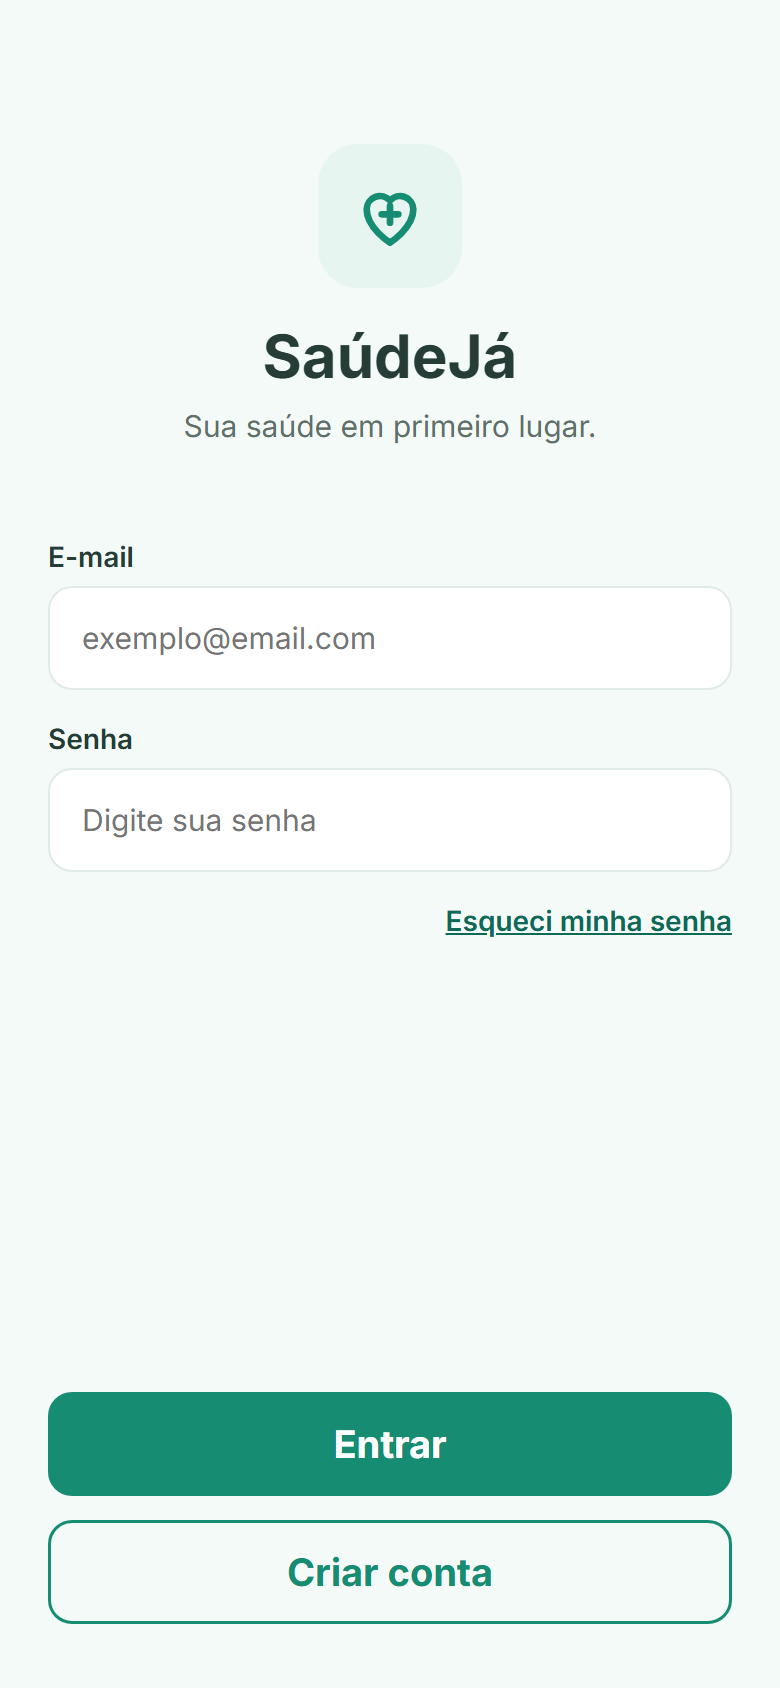 SaúdeJá
Sua saúde em primeiro lugar.
E-mail
exemplo@email.com
Senha
Digite sua senha
Esqueci minha senha
Entrar
Criar conta